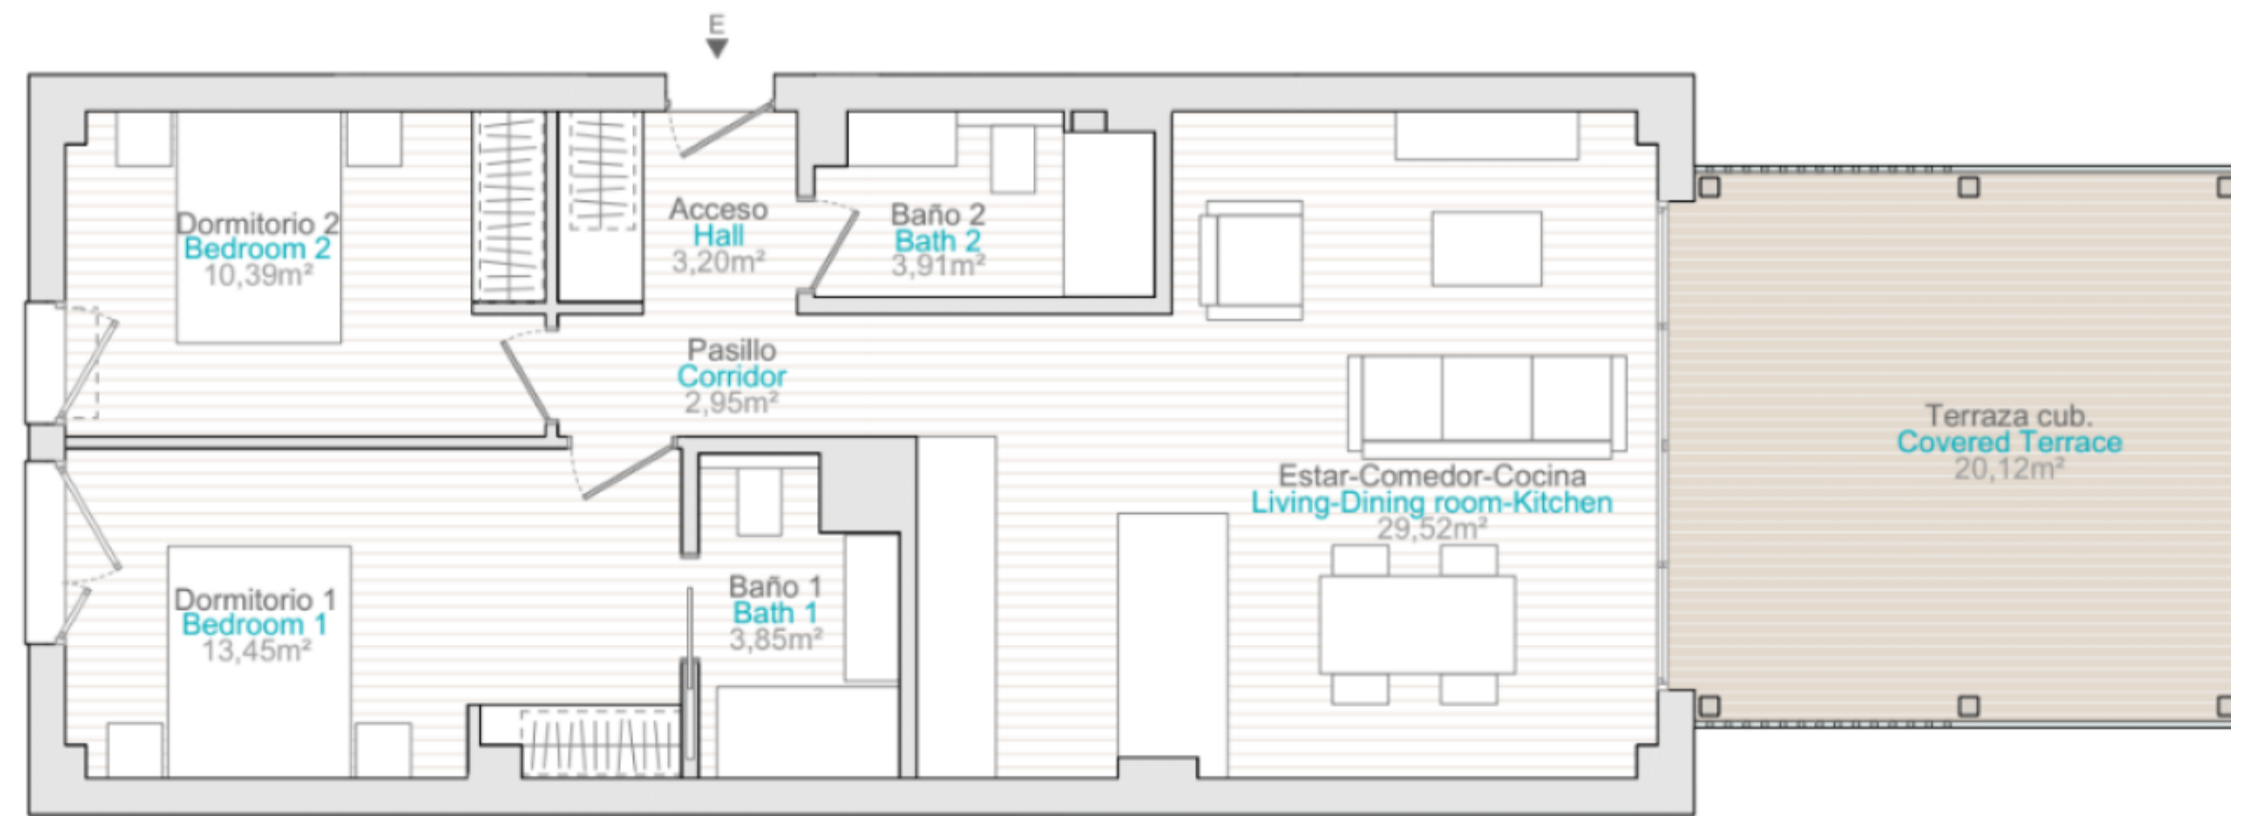 E
Dormitorio 2
Bedroom 2
10,39m²
Acceso
Hall
3,20m²
Baño 2
Bath 2
3,91m²
Pasillo
Corridor
2,95m²
Estar-Comedor-Cocina
Living-Dining room-Kitchen
29,52m²
Terraza cub.
Covered Terrace
20,12m²
Dormitorio 1
Bedroom 1
13,45m²
Baño 1
Bath 1
3,85m²